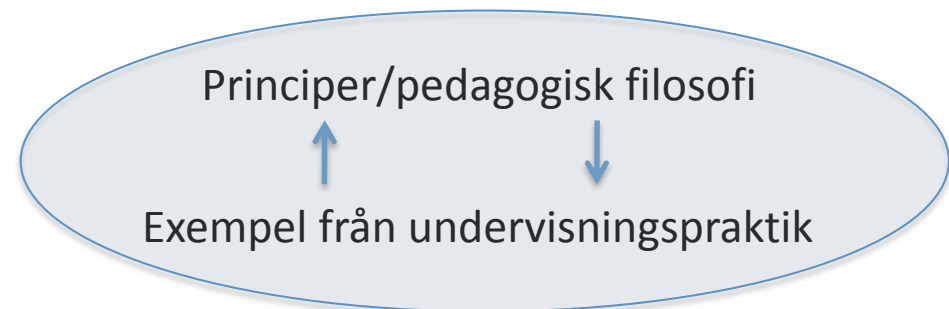 Principer/pedagogisk filosofi
Exempel från undervisningspraktik